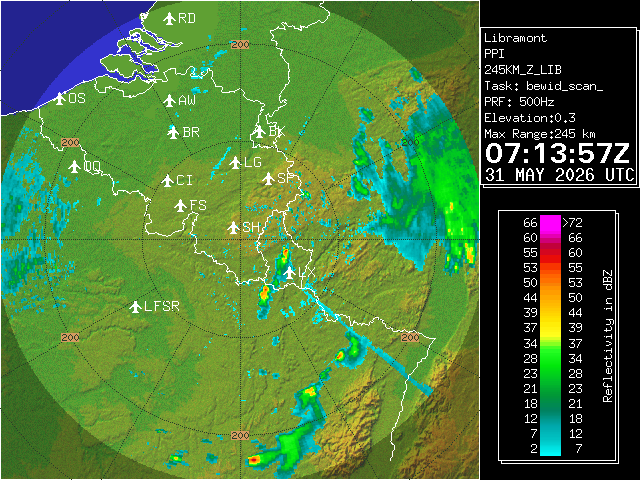 Libramont
PPI
245KM_Z_LIB
Task: bewid_scan_
PRF: 500Hz
Elevation:0.3
Max Range:245 km
07:13:57Z
31 MAY 2026 UTC
RD
200
OS
AW
BR
BK
200
200
QQ
LG
CI
SP
FS
SH
LX
LFSR
200
200
200
66 >72
60 66
55 60
53 55
50 53
44 50
39 44
37 39
34 37
28 34
23 28
21 23
18 21
12 18
7 12
2 7
Reflectivity in dBZ